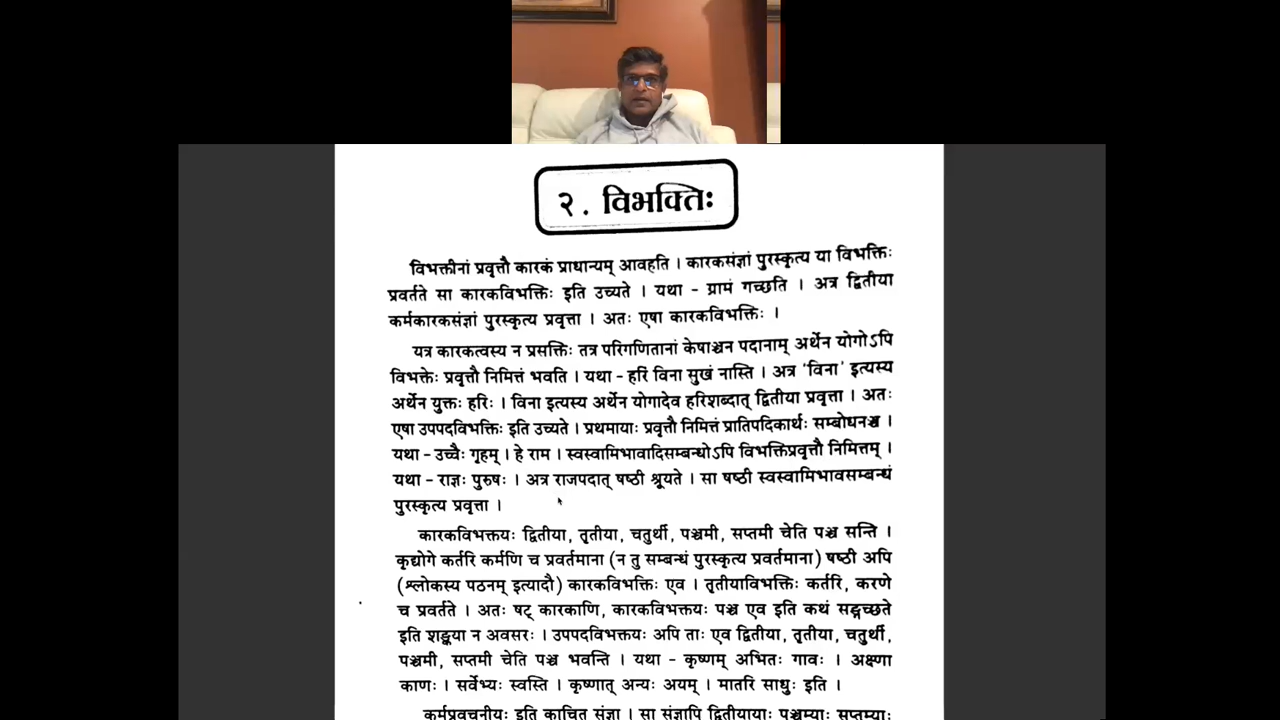 २. विभक्तिः
विभक्तीनां प्रवृत्तौ कारकं प्राधान्यम् आवहति । कारकसंज्ञां पुरस्कृत्य या विभक्तिः
प्रवर्तते सा कारकविभक्तिः इति उच्यते । यथा - ग्रामं गच्छति । अत्र द्वितीया
कर्मकारकसंज्ञां पुरस्कृत्य प्रवृत्ता । अतः एषा कारकविभक्तिः ।
यत्र कारकत्वस्य न प्रसक्तिः तत्र परिगणितानां केषाञ्चन पदानाम् अर्थेन योगोऽपि
विभक्तेः प्रवृत्तौ निमित्तं भवति । यथा - हरिं विना सुखं नास्ति । अत्र 'विना' इत्यस्य
अर्थेन युक्तः हरिः । विना इत्यस्य अर्थेन योगादेव हरिशब्दात् द्वितीया प्रवृत्ता । अतः
एषा उपपदविभक्तिः इति उच्यते । प्रथमायाः प्रवृत्तौ निमित्तं प्रातिपदिकार्थः सम्बोधनञ्च ।
यथा - उच्चैः गृहम् । हे राम । स्वस्वामिभावादिसम्बन्धोऽपि विभक्तिप्रवृत्तौ निमित्तम् ।
यथा - राज्ञः पुरुषः । अत्र राजपदात् षष्ठी श्रूयते । सा षष्ठी स्वस्वामिभावसम्बन्धं
पुरस्कृत्य प्रवृत्ता ।
कारकविभक्तयः द्वितीया, तृतीया, चतुर्थी, पञ्चमी, सप्तमी चेति पञ्च सन्ति ।
कृद्योगे कर्तरि कर्मणि च प्रवर्तमाना (न तु सम्बन्धं पुरस्कृत्य प्रवर्तमाना) षष्ठी अपि
(श्लोकस्य पठनम् इत्यादौ) कारकविभक्तिः एव । तृतीयाविभक्तिः कर्तरि, करणे
च प्रवर्तते । अतः षट् कारकाणि, कारकविभक्तयः पञ्च एव इति कथं सङ्गच्छते
इति शङ्कया न अवसरः । उपपदविभक्तयः अपि ताः एव द्वितीया, तृतीया, चतुर्थी,
पञ्चमी, सप्तमी चेति पञ्च भवन्ति । यथा - कृष्णम् अभितः गावः । अक्ष्णा
काणः । सर्वेभ्यः स्वस्ति । कृष्णात् अन्यः अयम् । मातरि साधुः इति ।
कर्मप्रवचनीयः इति काचित् संज्ञा । सा संज्ञापि द्वितीयायाः पञ्चम्याः सप्तम्याः